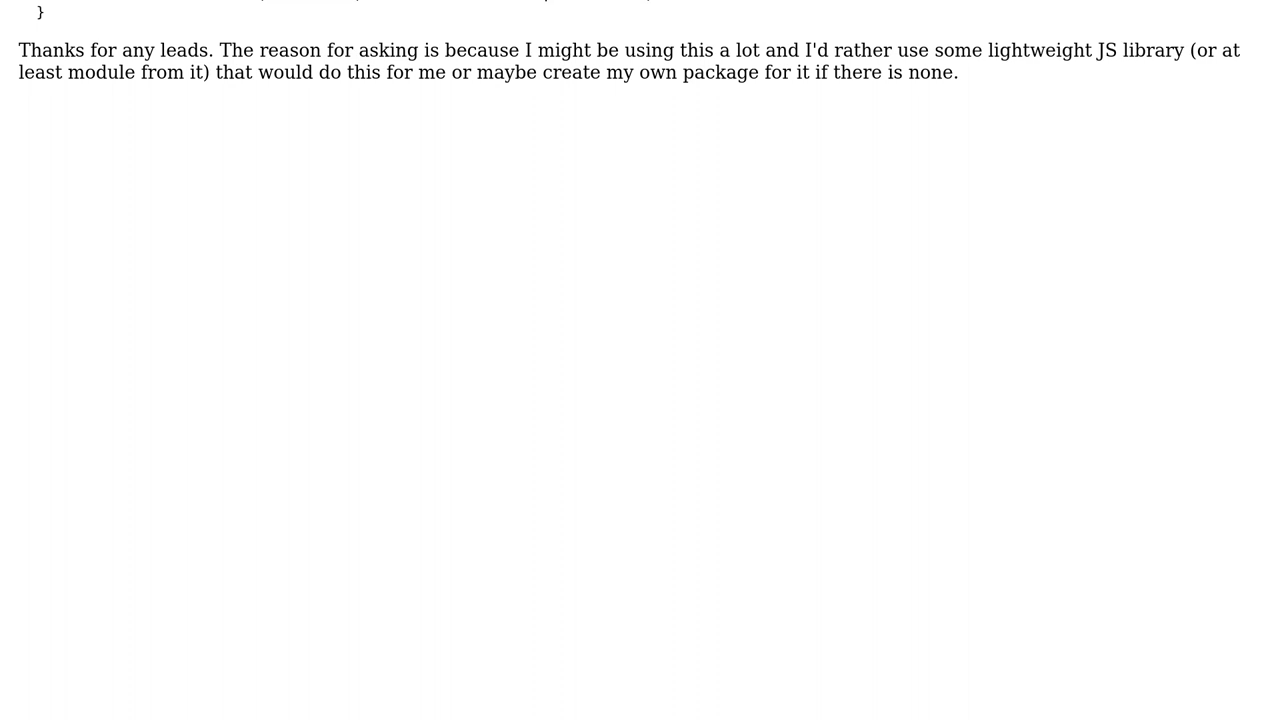 }
Thanks for any leads. The reason for asking is because I might be using this a lot and I'd rather use some lightweight JS library (or at
least module from it) that would do this for me or maybe create my own package for it if there is none.